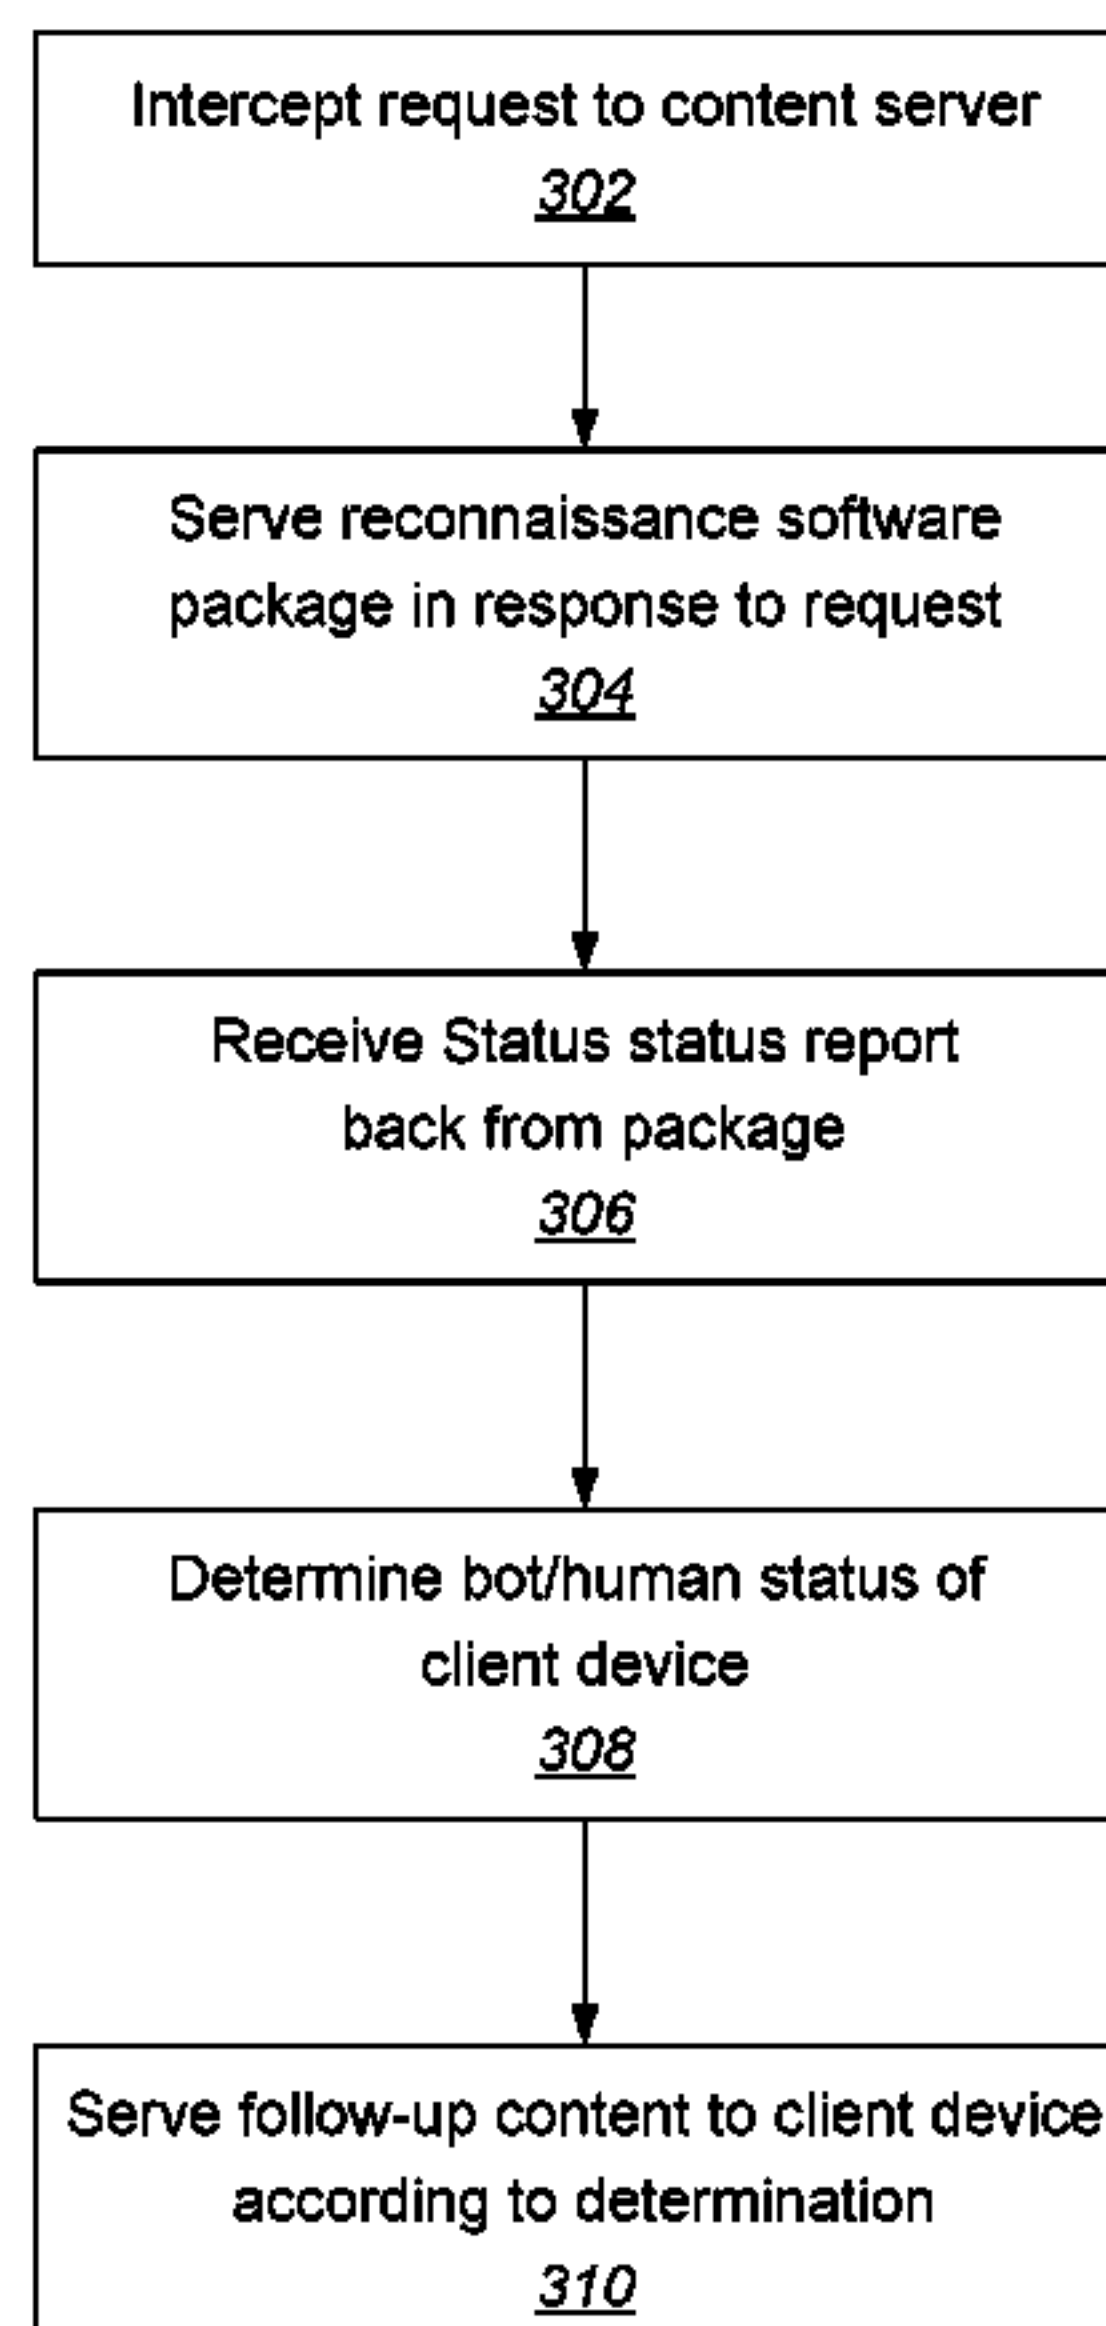 Intercept request to content server
302
Serve reconnaissance software
package in response to request
304
Receive Status status report
back from package
306
Determine bot/human status of
client device
308
Serve follow-up content to client device
according to determination
310